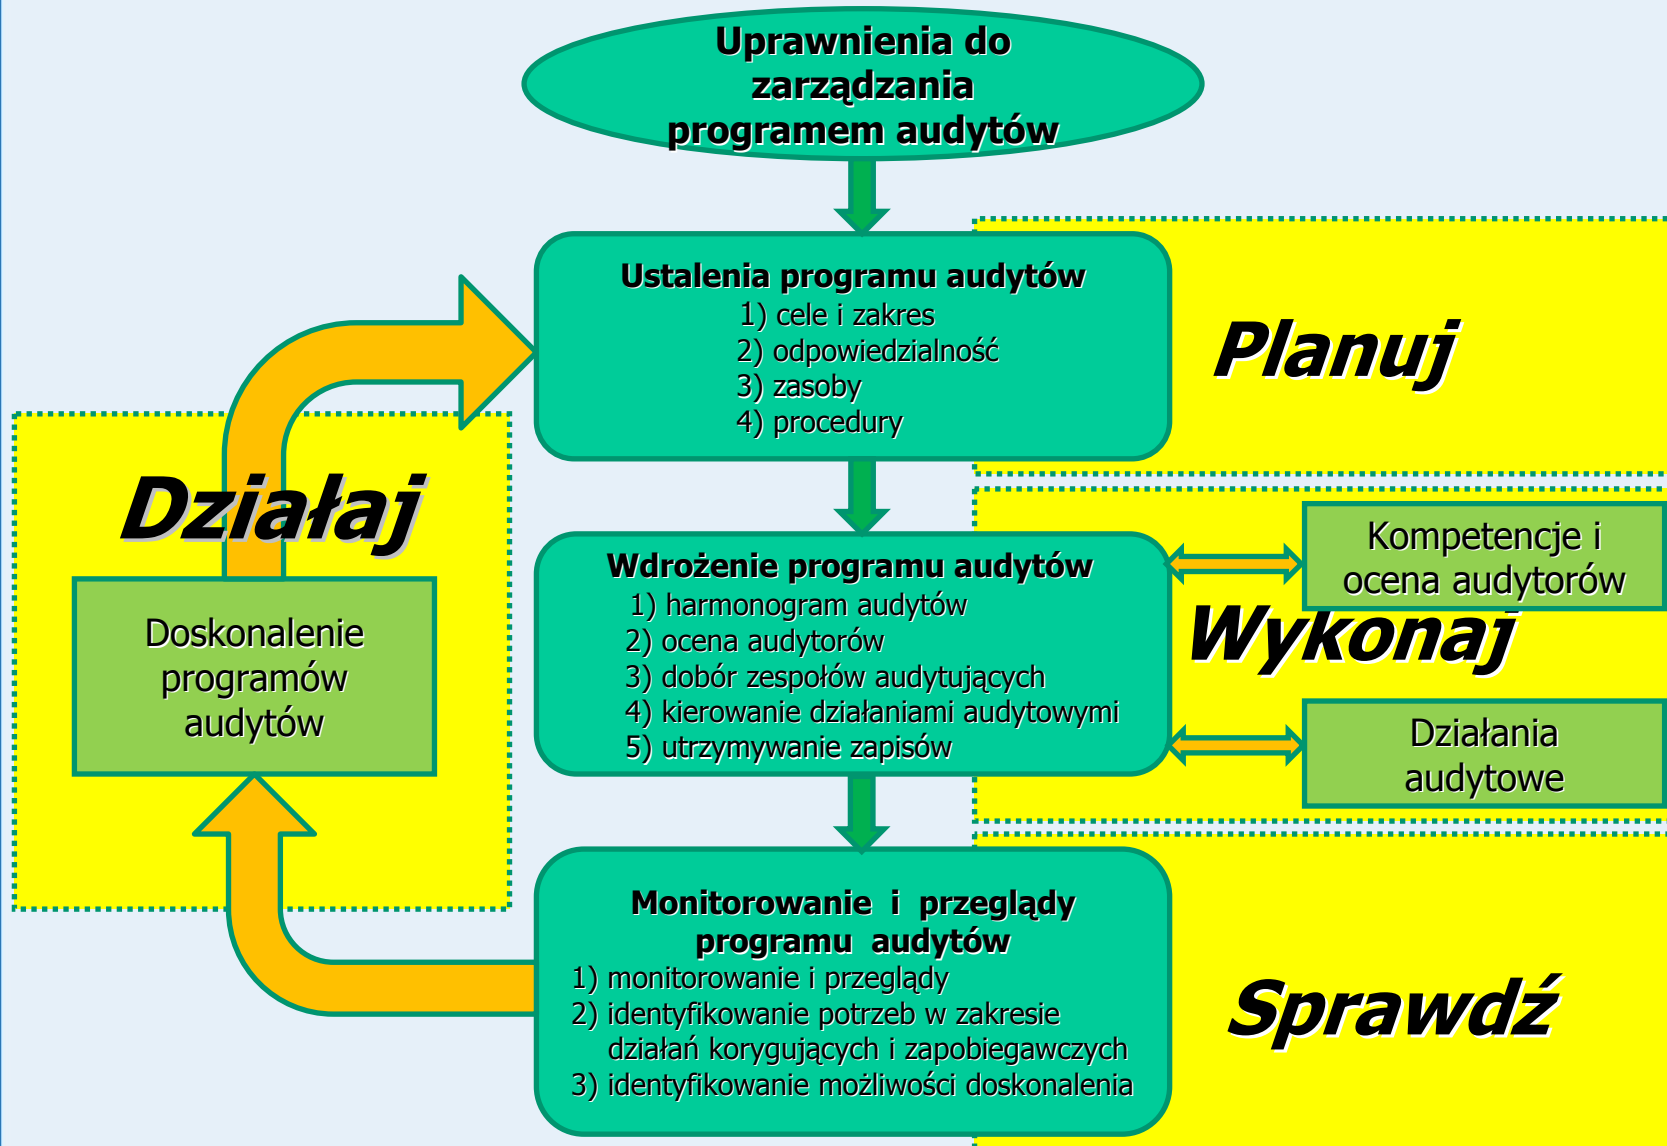 Uprawnienia do
zarządzania
programem audytów
Ustalenia programu audytów
1) cele i zakres
2) odpowiedzialność
3) zasoby
4) procedury
Planuj
Działaj
Doskonalenie
programów
audytów
Wdrożenie programu audytów
1) harmonogram audytów
2) ocena audytorów
3) dobór zespołów audytujących
4) kierowanie działaniami audytowymi
5) utrzymywanie zapisów
Kompetencje i
ocena audytorów
Wykonaj
Działania
audytowe
Monitorowanie i przeglądy
programu audytów
1) monitorowanie i przeglądy
2) identyfikowanie potrzeb w zakresie
działań korygujących i zapobiegawczych
3) identyfikowanie możliwości doskonalenia
Sprawdź